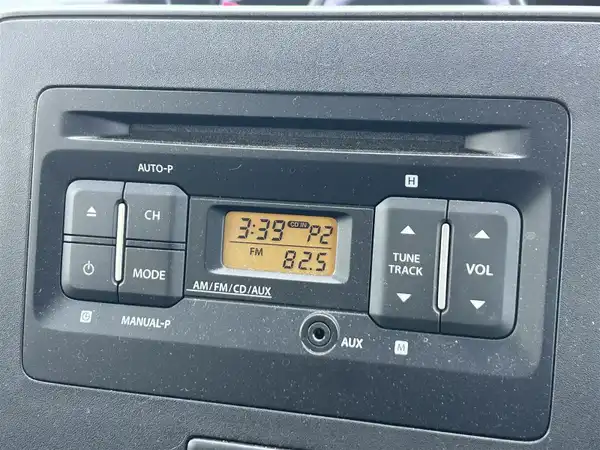 AUTO-P
H
CH
3:39 CD IN P2
FM 82.5
TUNE
TRACK
VOL
MODE
AM/FM/CD/AUX
MANUAL-P
AUX
M